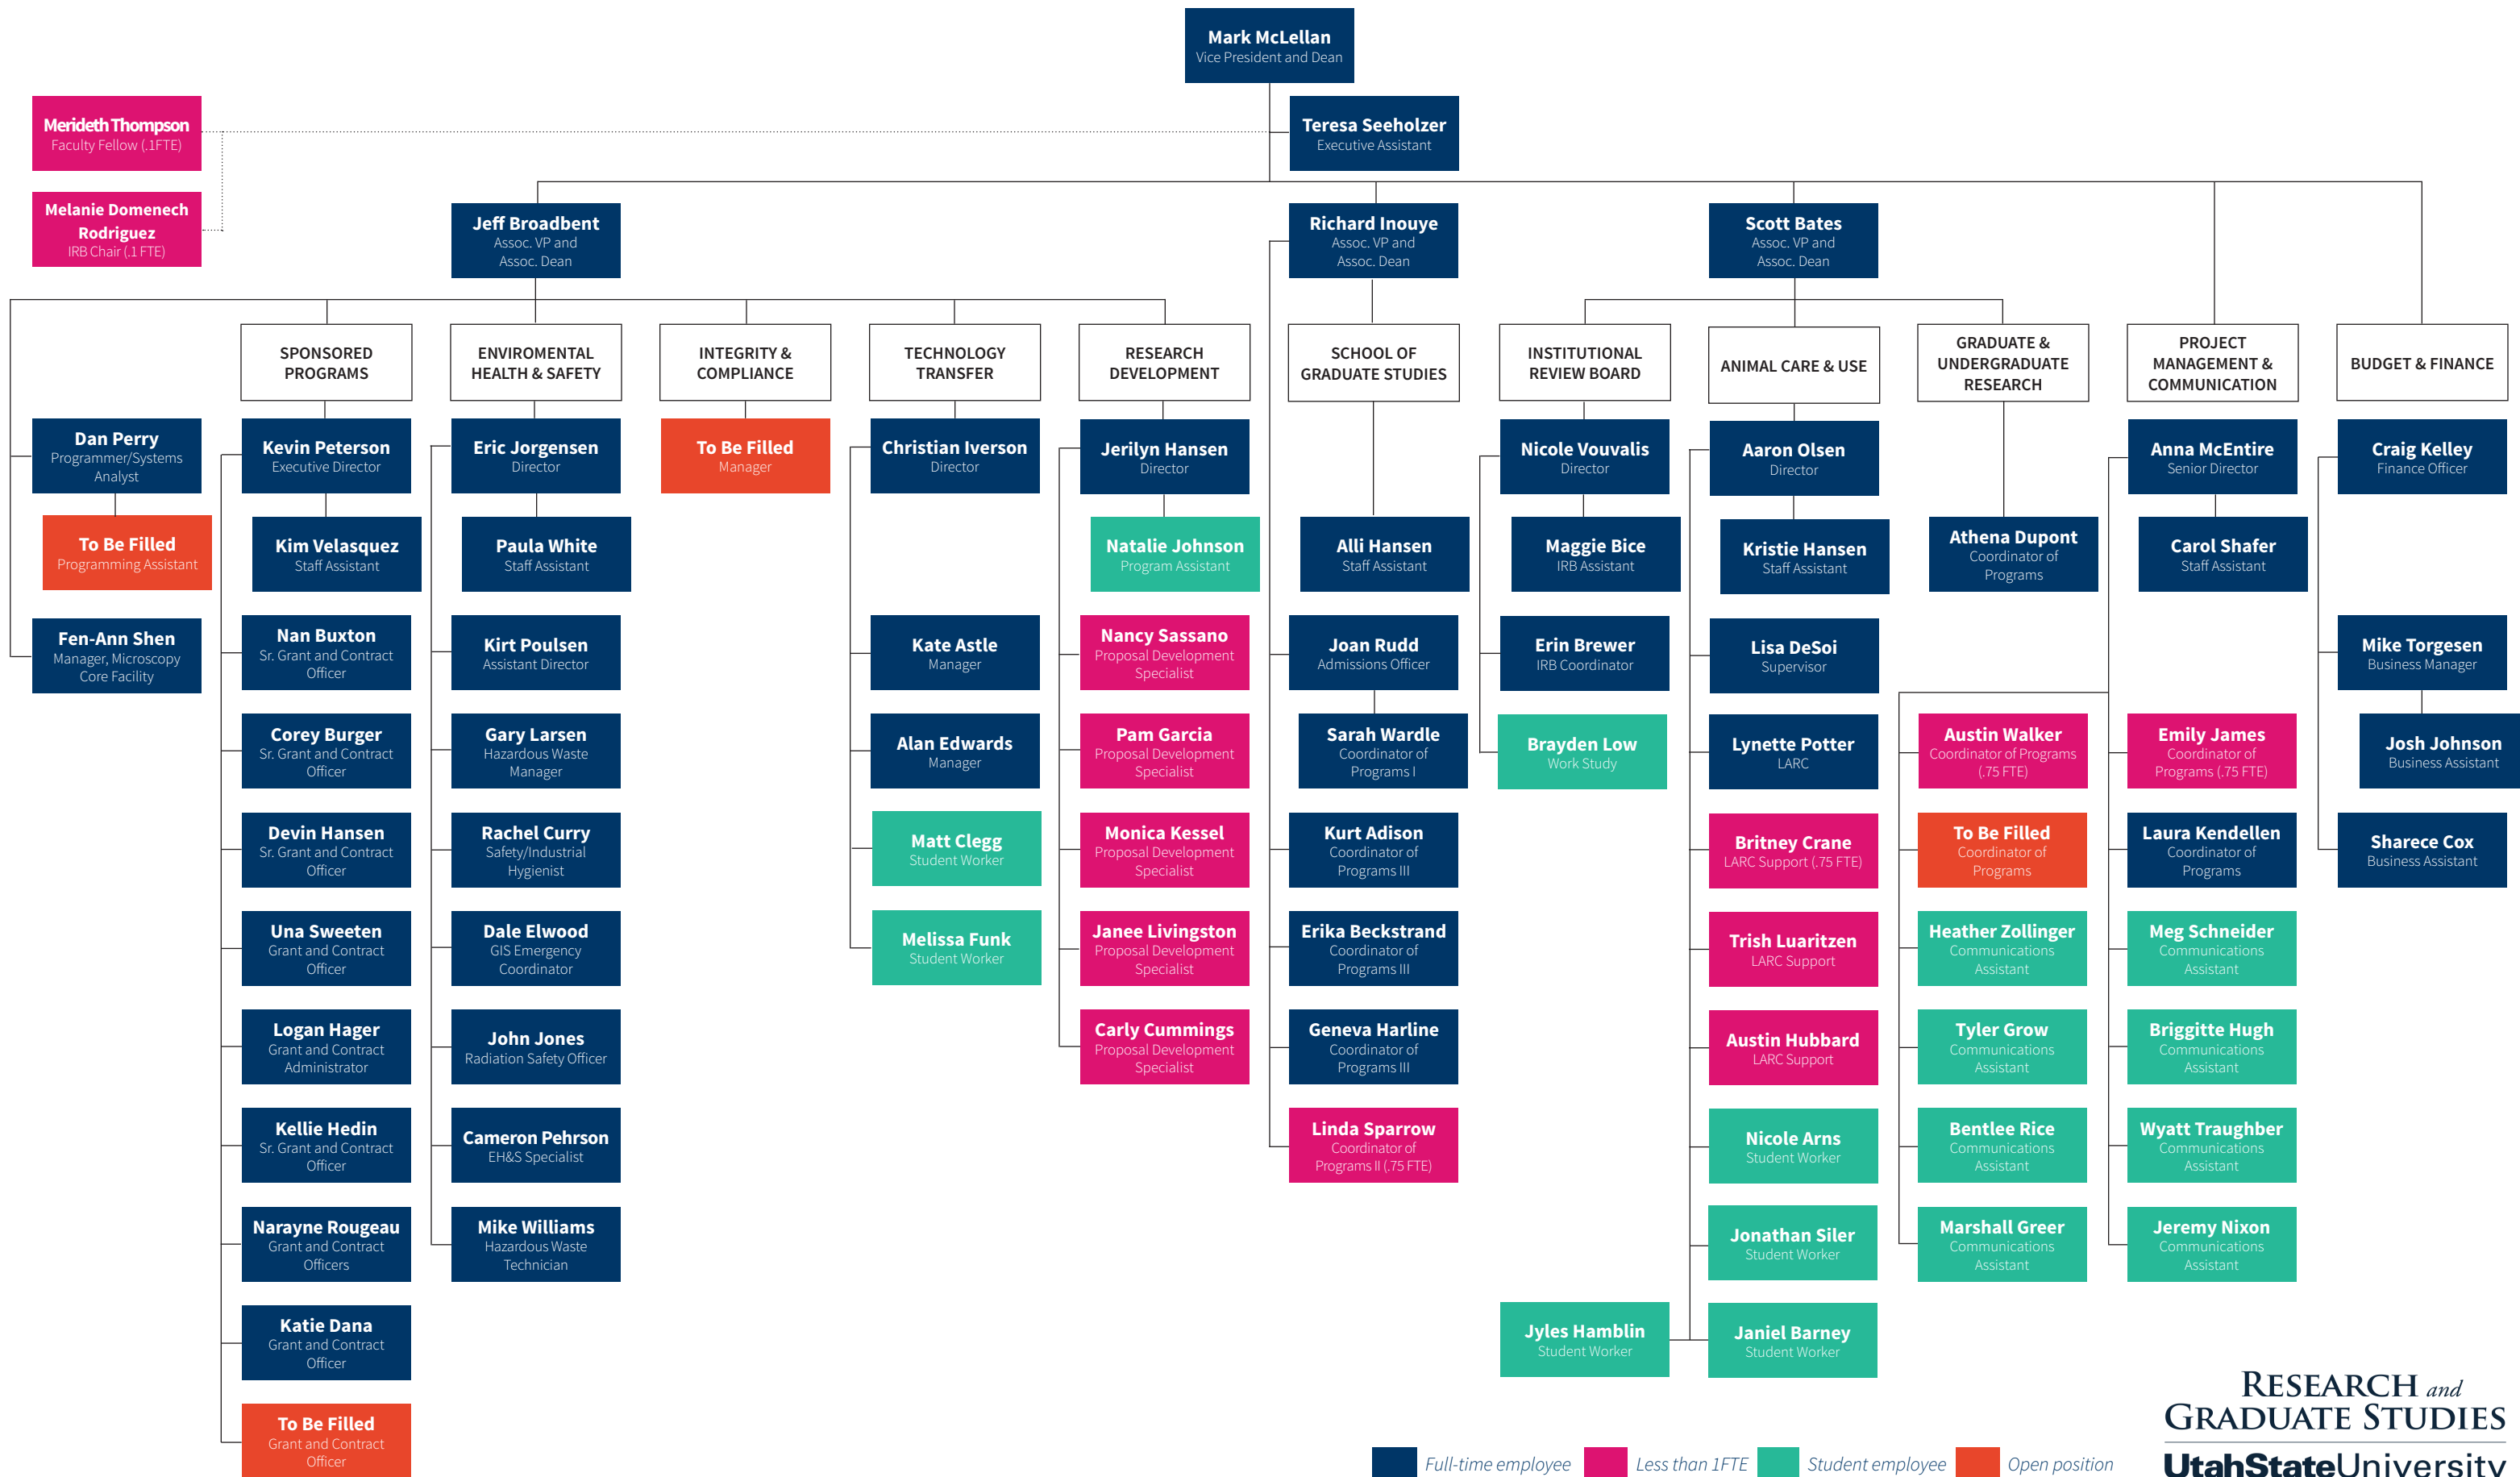 Mark McLellan
Vice President and Dean
Merideth Thompson
Faculty Fellow (.1FTE)
Teresa Seeholzer
Executive Assistant
Melanie Domenech
Rodriguez
IRB Chair (.1 FTE)
Jeff Broadbent
Assoc. VP and
Assoc. Dean
Richard Inouye
Assoc. VP and
Assoc. Dean
Scott Bates
Assoc. VP and
Assoc. Dean
Dan Perry
Programmer/Systems
Analyst
To Be Filled
Programming Assistant
Fen-Ann Shen
Manager, Microscopy
Core Facility
SPONSORED
PROGRAMS
Kevin Peterson
Executive Director
Kim Velasquez
Staff Assistant
Nan Buxton
Sr. Grant and Contract
Officer
Corey Burger
Sr. Grant and Contract
Officer
Devin Hansen
Sr. Grant and Contract
Officer
Una Sweeten
Grant and Contract
Officer
Logan Hager
Grant and Contract
Administrator
Kellie Hedin
Sr. Grant and Contract
Officer
Narayne Rougeau
Grant and Contract
Officers
Katie Dana
Grant and Contract
Officer
To Be Filled
Grant and Contract
Officer
ENVIROMENTAL
HEALTH & SAFETY
Eric Jorgensen
Director
Paula White
Staff Assistant
Kirt Poulsen
Assistant Director
Gary Larsen
Hazardous Waste
Manager
Rachel Curry
Safety/Industrial
Hygienist
Dale Elwood
GIS Emergency
Coordinator
John Jones
Radiation Safety Officer
Cameron Pehrson
EH&S Specialist
Mike Williams
Hazardous Waste
Technician
INTEGRITY &
COMPLIANCE
To Be Filled
Manager
TECHNOLOGY
TRANSFER
Christian Iverson
Director
Kate Astle
Manager
Alan Edwards
Manager
Matt Clegg
Student Worker
Melissa Funk
Student Worker
RESEARCH
DEVELOPMENT
Jerilyn Hansen
Director
Natalie Johnson
Program Assistant
Nancy Sassano
Proposal Development
Specialist
Pam Garcia
Proposal Development
Specialist
Monica Kessel
Proposal Development
Specialist
Janee Livingston
Proposal Development
Specialist
Carly Cummings
Proposal Development
Specialist
SCHOOL OF
GRADUATE STUDIES
Alli Hansen
Staff Assistant
Joan Rudd
Admissions Officer
Sarah Wardle
Coordinator of
Programs I
Kurt Adison
Coordinator of
Programs III
Erika Beckstrand
Coordinator of
Programs III
Geneva Harline
Coordinator of
Programs III
Linda Sparrow
Coordinator of
Programs II (.75 FTE)
INSTITUTIONAL
REVIEW BOARD
Nicole Vouvalis
Director
Maggie Bice
IRB Assistant
Erin Brewer
IRB Coordinator
Brayden Low
Work Study
ANIMAL CARE & USE
Aaron Olsen
Director
Kristie Hansen
Staff Assistant
Lisa DeSoi
Supervisor
Lynette Potter
LARC
Britney Crane
LARC Support (.75 FTE)
Trish Luaritzen
LARC Support
Austin Hubbard
LARC Support
Nicole Arns
Student Worker
Jonathan Siler
Student Worker
Jyles Hamblin
Student Worker
Janiel Barney
Student Worker
GRADUATE &
UNDERGRADUATE
RESEARCH
Athena Dupont
Coordinator of
Programs
PROJECT
MANAGEMENT &
COMMUNICATION
Anna McEntire
Senior Director
Carol Shafer
Staff Assistant
Austin Walker
Coordinator of Programs
(.75 FTE)
To Be Filled
Coordinator of
Programs
Heather Zollinger
Communications
Assistant
Tyler Grow
Communications
Assistant
Bentlee Rice
Communications
Assistant
Marshall Greer
Communications
Assistant
Emily James
Coordinator of
Programs (.75 FTE)
Laura Kendellen
Coordinator of
Programs
Meg Schneider
Communications
Assistant
Briggitte Hugh
Communications
Assistant
Wyatt Traughber
Communications
Assistant
Jeremy Nixon
Communications
Assistant
BUDGET & FINANCE
Craig Kelley
Finance Officer
Mike Torgesen
Business Manager
Josh Johnson
Business Assistant
Sharece Cox
Business Assistant
Full-time employee
Less than 1FTE
Student employee
Open position
RESEARCH and
GRADUATE STUDIES
UtahStateUniversity